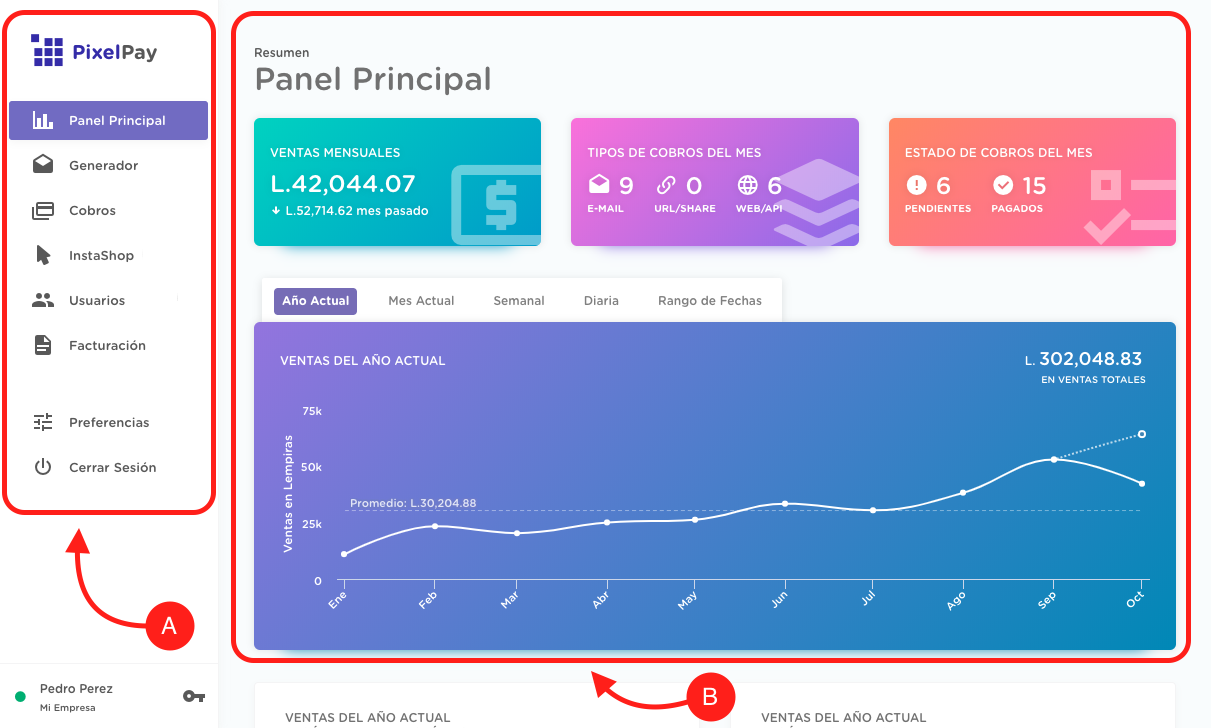 PixelPay
Panel Principal
Generador
Cobros
InstaShop
Usuarios
Facturación
Preferencias
Cerrar Sesión
A
Pedro Perez
Mi Empresa
Resumen
Panel Principal
VENTAS MENSUALES
L.42,044.07
L.52,714.62 mes pasado
TIPOS DE COBROS DEL MES
9 0 6
E-MAIL URL/SHARE WEB/API
ESTADO DE COBROS DEL MES
6 15
PENDIENTES PAGADOS
Año Actual Mes Actual Semanal Diaria Rango de Fechas
VENTAS DEL AÑO ACTUAL
L. 302,048.83
EN VENTAS TOTALES
Ventas en Lempiras
75k
50k
Promedio: L.30,204.88
25k
0
Ene Feb Mar Abr May Jun Jul Ago Sep Oct
B
VENTAS DEL AÑO ACTUAL VENTAS DEL AÑO ACTUAL